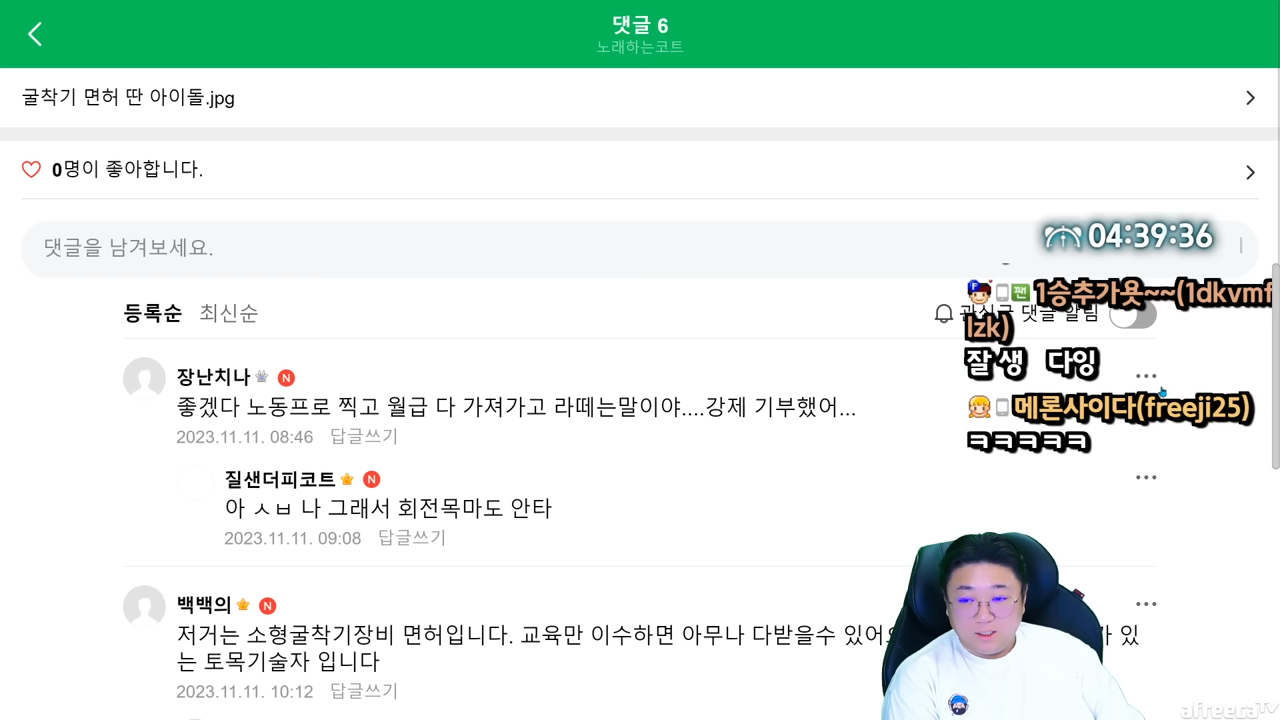 댓글 6
노래하는코트
굴착기 면허 딴 아이돌.jpg
0명이 좋아합니다.
댓글을 남겨보세요.
04:39:36
등록순 최신순
댓글 알림
팬 1승추가욧~~(1dkvmf
lzk)
잘 생 다잉
메론사이다(freeji25)
ㅋㅋㅋㅋㅋ
장난치나 N
좋겠다 노동프로 찍고 월급 다 가져가고 라떼는말이야....강제 기부했어...
2023.11.11. 08:46 답글쓰기
질샌더피코트 N
아 ㅅㅂ 나 그래서 회전목마도 안타
2023.11.11. 09:08 답글쓰기
백백의 N
저거는 소형굴착기장비 면허입니다. 교육만 이수하면 아무나 다받을수 있어 가 있
는 토목기술자 입니다
2023.11.11. 10:12 답글쓰기
afreecaTV